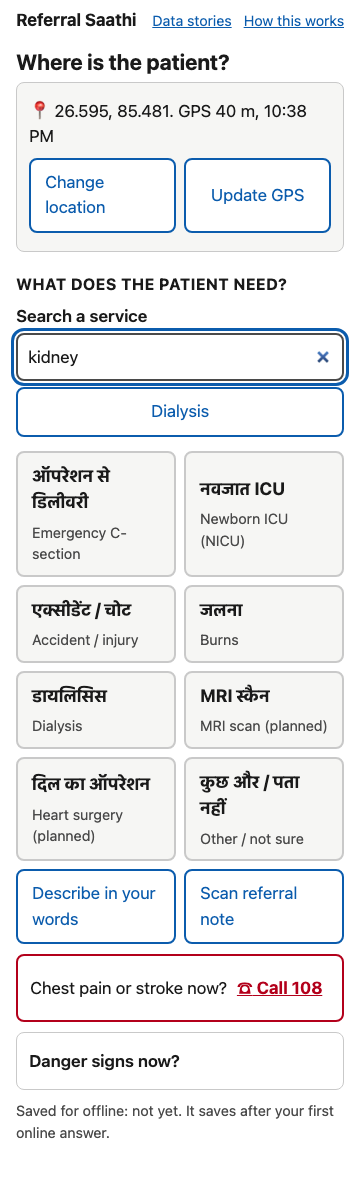 Referral Saathi Data stories How this works
Where is the patient?
📍 26.595, 85.481. GPS 40 m, 10:38
PM
Change
location
Update GPS
WHAT DOES THE PATIENT NEED?
Search a service
kidney ×
Dialysis
ऑपरेशन से
डिलीवरी
Emergency C-
section
नवजात ICU
Newborn ICU
(NICU)
एक्सीडेंट / चोट
Accident / injury
जलना
Burns
डायलिसिस
Dialysis
MRI स्कैन
MRI scan (planned)
दिल का ऑपरेशन
Heart surgery
(planned)
कुछ और / पता
नहीं
Other / not sure
Describe in your
words
Scan referral
note
Chest pain or stroke now? ☎ Call 108
Danger signs now?
Saved for offline: not yet. It saves after your first
online answer.